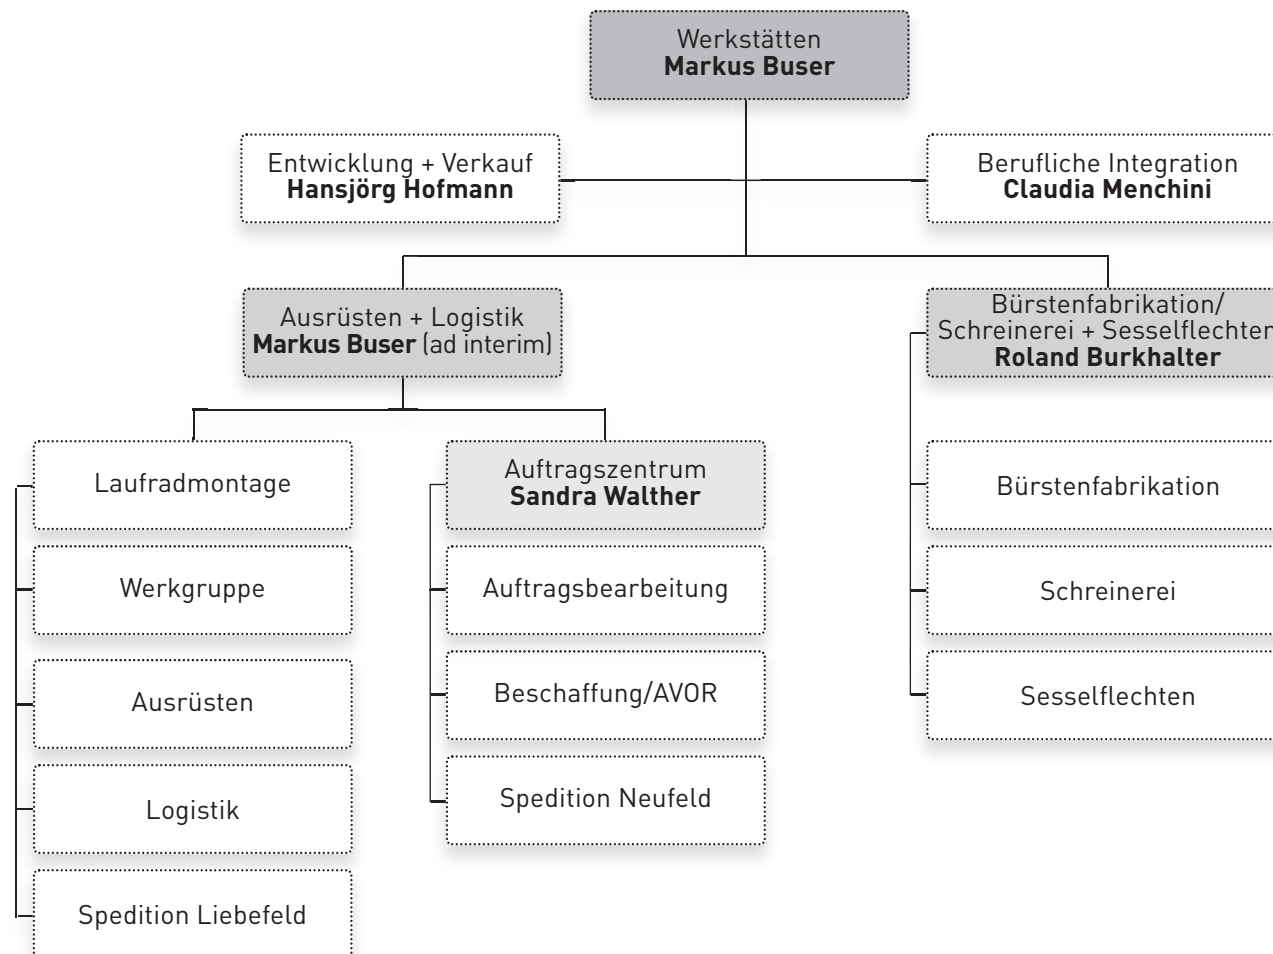 Werkstätten
Markus Buser
Entwicklung + Verkauf
Hansjörg Hofmann
Berufliche Integration
Claudia Menchini
Ausrüsten + Logistik
Markus Buser (ad interim)
Bürstenfabrikation/
Schreinerei + Sesselflechten
Roland Burkhalter
Laufradmontage
Werkgruppe
Ausrüsten
Logistik
Spedition Liebefeld
Auftragszentrum
Sandra Walther
Auftragsbearbeitung
Beschaffung/AVOR
Spedition Neufeld
Bürstenfabrikation
Schreinerei
Sesselflechten